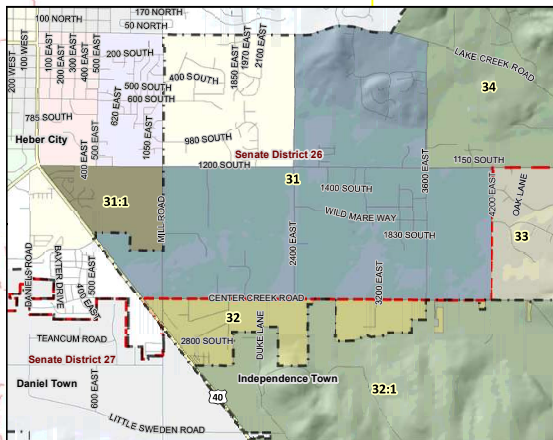 170 NORTH
100 NORTH
50 NORTH
200 WEST
100 WEST
100 EAST
200 EAST
300 EAST
400 EAST
500 EAST
1850 EAST
1970 EAST
2100 EAST
LAKE CREEK ROAD
200 SOUTH
400 SOUTH
34
500 SOUTH
600 SOUTH
620 EAST
785 SOUTH
1050 EAST
Heber City
500 EAST
980 SOUTH
Senate District 26
1200 SOUTH
1150 SOUTH
400 EAST
3600 EAST
31
31:1
1400 SOUTH
4200 EAST
OAK LANE
MILL ROAD
WILD MARE WAY
1830 SOUTH
33
2400 EAST
DANIELS ROAD
BAXTER DRIVE
500 EAST
400 EAST
3200 EAST
CENTER CREEK ROAD
32
DUKE LANE
TEANCUM ROAD
2800 SOUTH
Senate District 27
Independence Town
Daniel Town
600 EAST
32:1
40
LITTLE SWEDEN ROAD